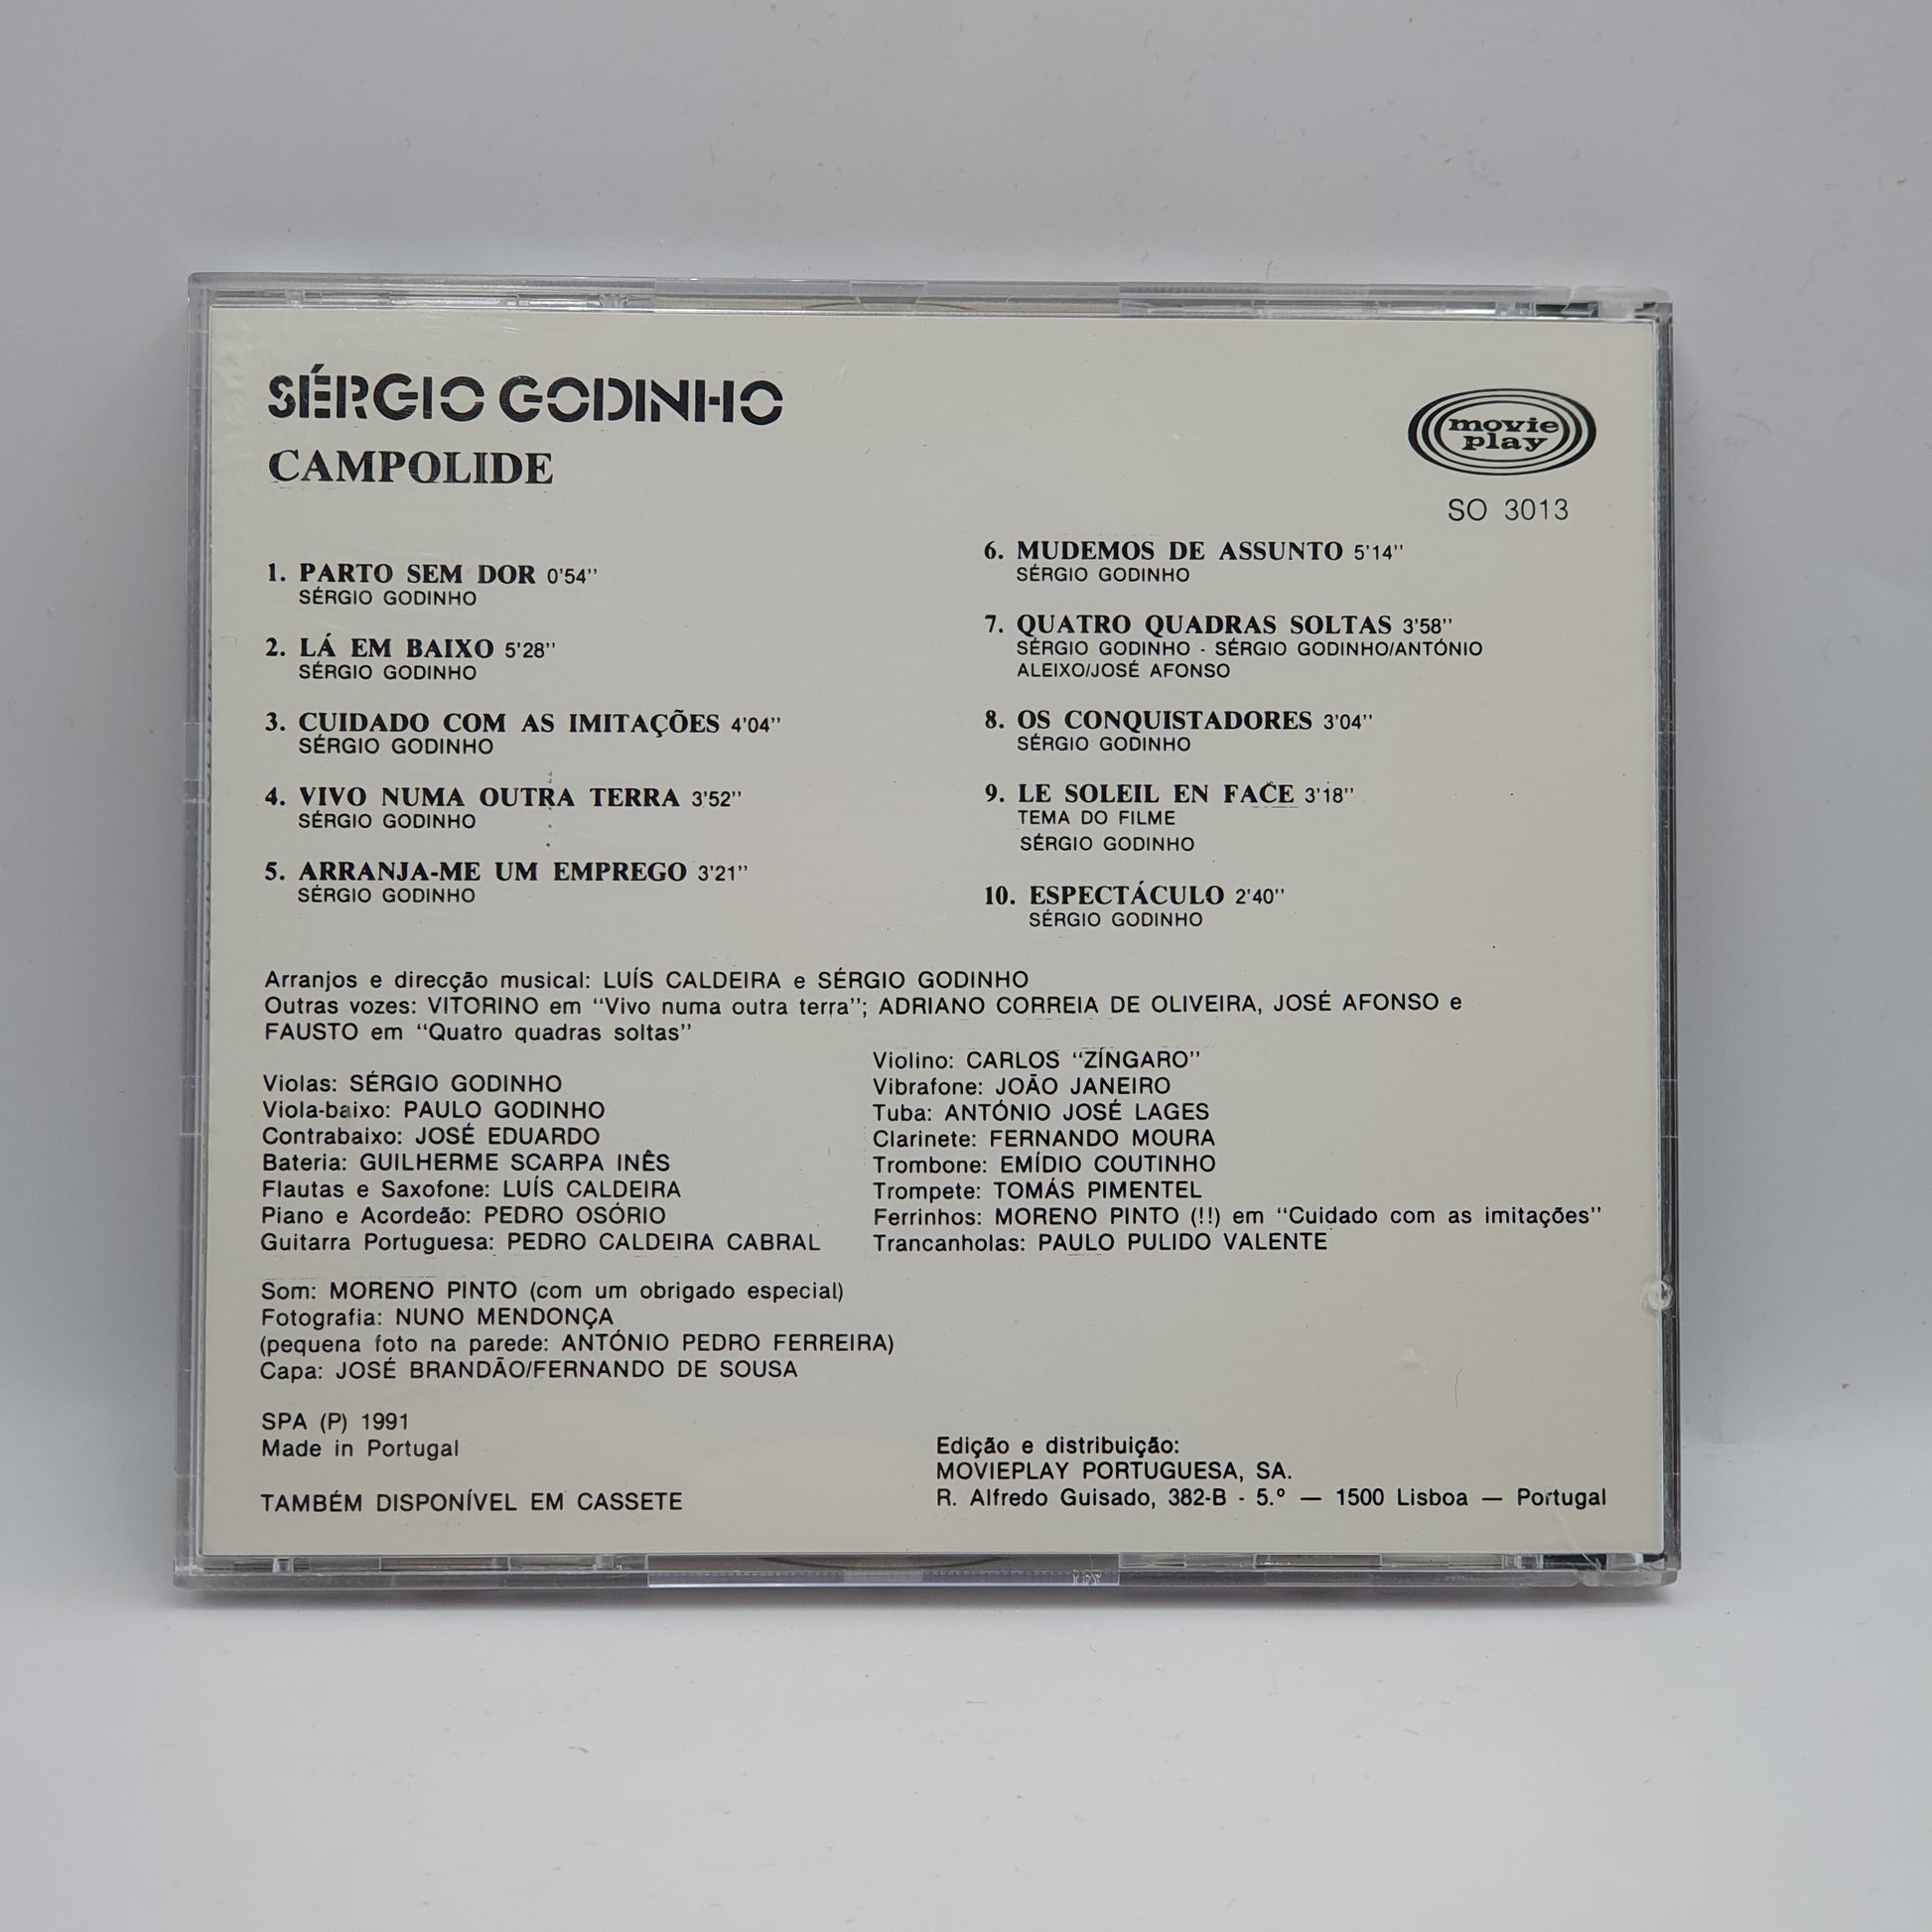 SÉRGIO GODINHO
CAMPOLIDE
movie
play
SO 3013
1. PARTO SEM DOR 0'54''
SÉRGIO GODINHO
2. LÁ EM BAIXO 5'28''
SÉRGIO GODINHO
3. CUIDADO COM AS IMITAÇÕES 4'04''
SÉRGIO GODINHO
4. VIVO NUMA OUTRA TERRA 3'52''
SÉRGIO GODINHO
5. ARRANJA-ME UM EMPREGO 3'21''
SÉRGIO GODINHO
6. MUDEMOS DE ASSUNTO 5'14''
SÉRGIO GODINHO
7. QUATRO QUADRAS SOLTAS 3'58''
SÉRGIO GODINHO - SÉRGIO GODINHO/ANTÓNIO
ALEIXO/JOSÉ AFONSO
8. OS CONQUISTADORES 3'04''
SÉRGIO GODINHO
9. LE SOLEIL EN FACE 3'18''
TEMA DO FILME
SÉRGIO GODINHO
10. ESPECTÁCULO 2'40''
SÉRGIO GODINHO
Arranjos e direcção musical: LUÍS CALDEIRA e SÉRGIO GODINHO
Outras vozes: VITORINO em "Vivo numa outra terra"; ADRIANO CORREIA DE OLIVEIRA, JOSÉ AFONSO e
FAUSTO em "Quatro quadras soltas"
Violas: SÉRGIO GODINHO
Viola-baixo: PAULO GODINHO
Contrabaixo: JOSÉ EDUARDO
Bateria: GUILHERME SCARPA INÊS
Flautas e Saxofone: LUÍS CALDEIRA
Piano e Acordeão: PEDRO OSÓRIO
Guitarra Portuguesa: PEDRO CALDEIRA CABRAL
Violino: CARLOS "ZÍNGARO"
Vibrafone: JOÃO JANEIRO
Tuba: ANTÓNIO JOSÉ LAGES
Clarinete: FERNANDO MOURA
Trombone: EMÍDIO COUTINHO
Trompete: TOMÁS PIMENTEL
Ferrinhos: MORENO PINTO (!!) em "Cuidado com as imitações"
Trancanholas: PAULO PULIDO VALENTE
Som: MORENO PINTO (com um obrigado especial)
Fotografia: NUNO MENDONÇA
(pequena foto na parede: ANTÓNIO PEDRO FERREIRA)
Capa: JOSÉ BRANDÃO/FERNANDO DE SOUSA
SPA (P) 1991
Made in Portugal
TAMBÉM DISPONÍVEL EM CASSETE
Edição e distribuição:
MOVIEPLAY PORTUGUESA, SA.
R. Alfredo Guisado, 382-B - 5.º — 1500 Lisboa — Portugal